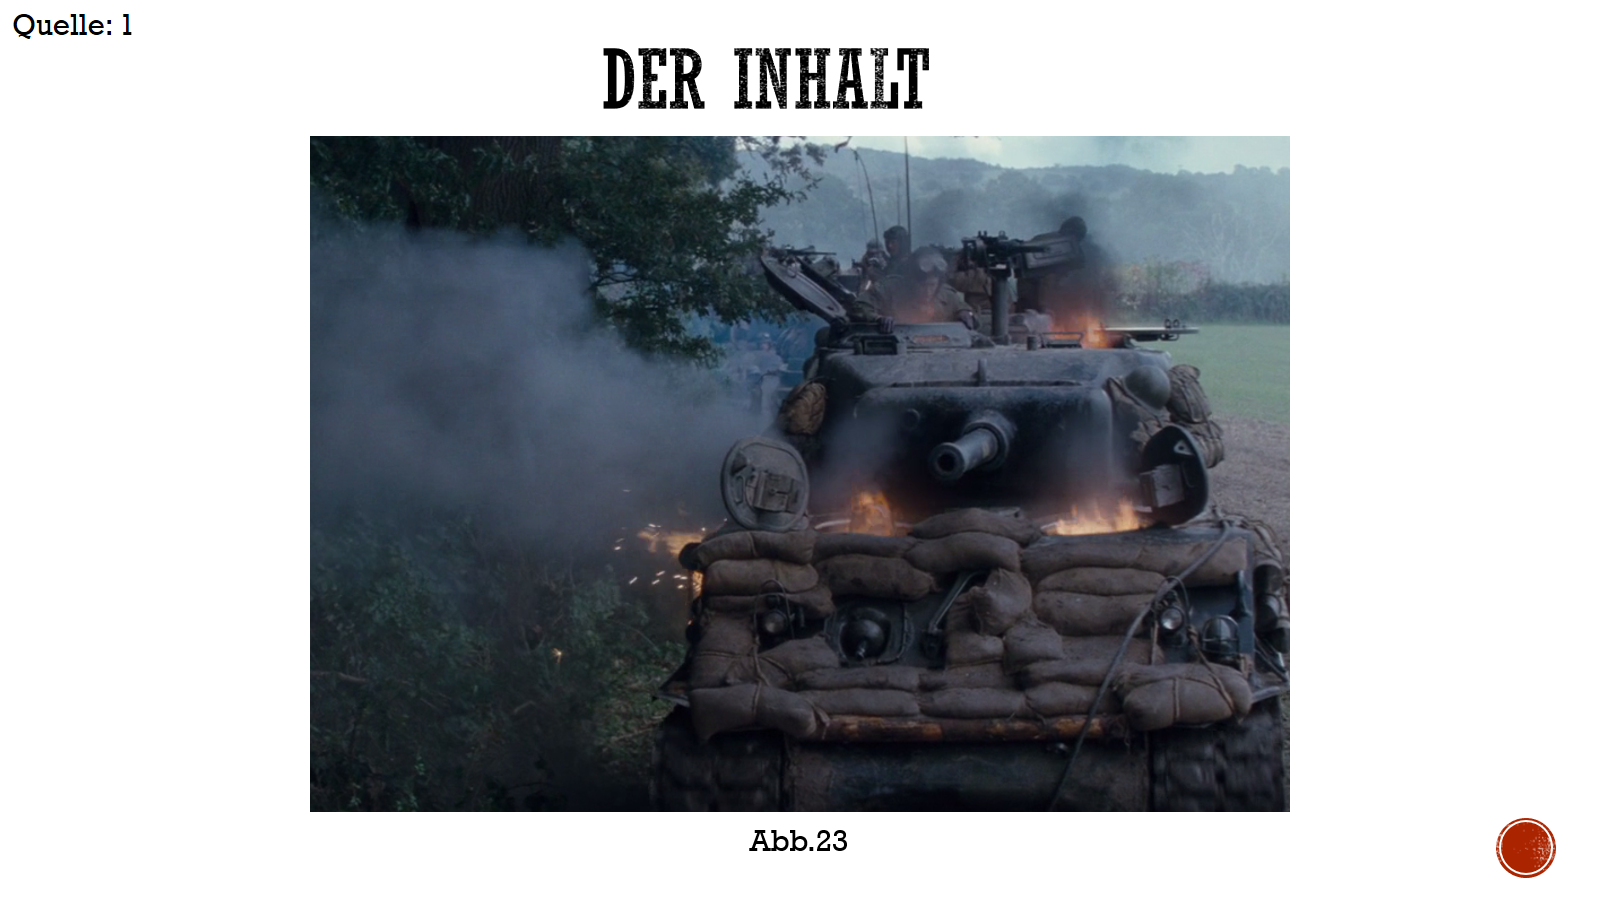 Quelle: 1
DER INHALT
Abb.23